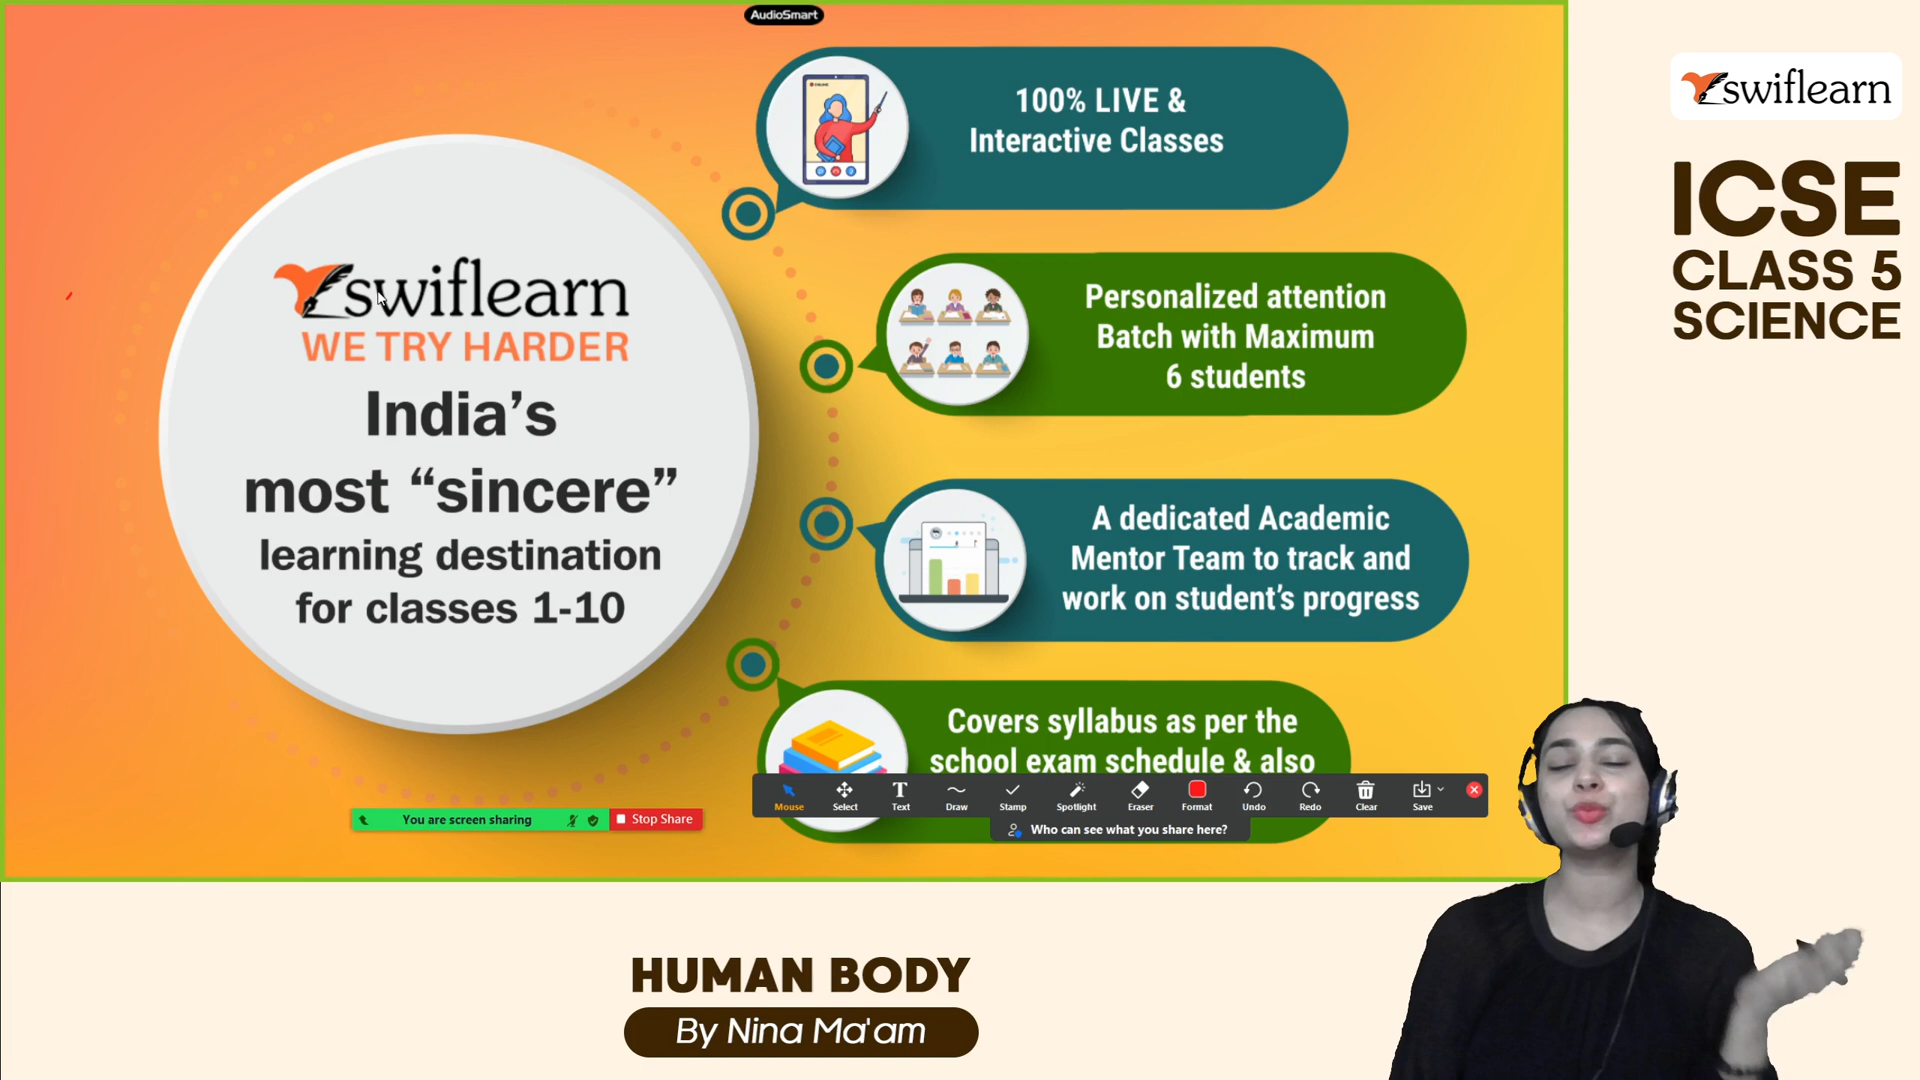 AudioSmart
swiflearn
WE TRY HARDER
India’s
most “sincere”
learning destination
for classes 1-10
100% LIVE &
Interactive Classes
Personalized attention
Batch with Maximum
6 students
A dedicated Academic
Mentor Team to track and
work on student’s progress
Covers syllabus as per the
school exam schedule & also
You are screen sharing
Stop Share
Mouse
Select
Text
Draw
Stamp
Spotlight
Eraser
Format
Undo
Redo
Clear
Save
Who can see what you share here?
swiflearn
ICSE
CLASS 5
SCIENCE
HUMAN BODY
By Nina Ma'am